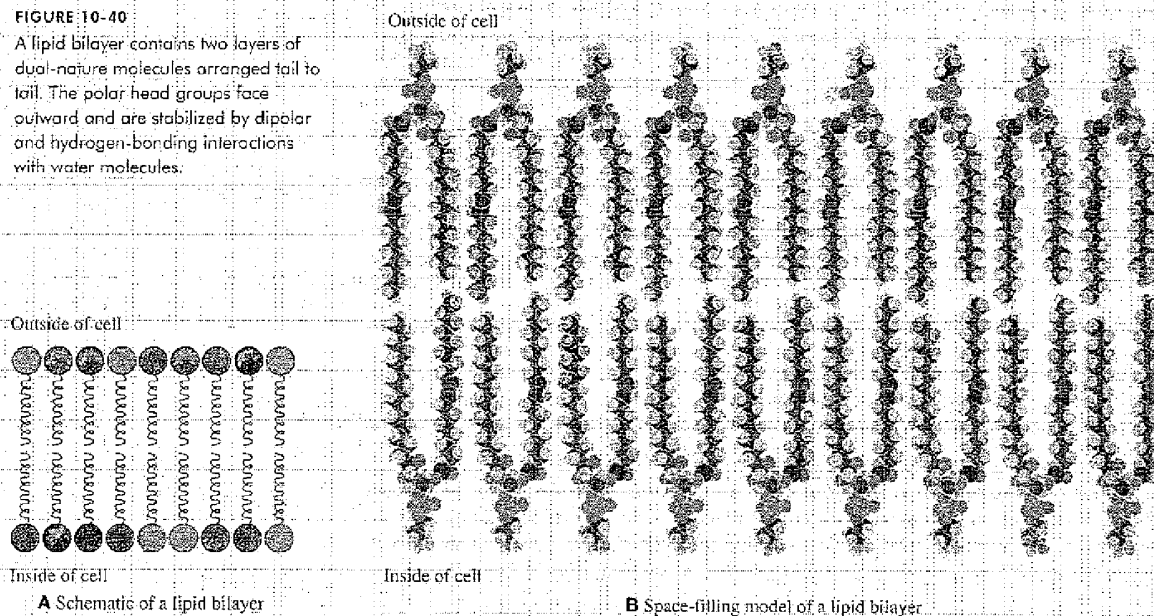 FIGURE 10-40
A lipid bilayer contains two layers of
dual-nature molecules arranged tail to
tail. The polar head groups face
outward and are stabilized by dipolar
and hydrogen-bonding interactions
with water molecules.
Outside of cell
Outside of cell
Inside of cell
A Schematic of a lipid bilayer
Inside of cell
B Space-filling model of a lipid bilayer